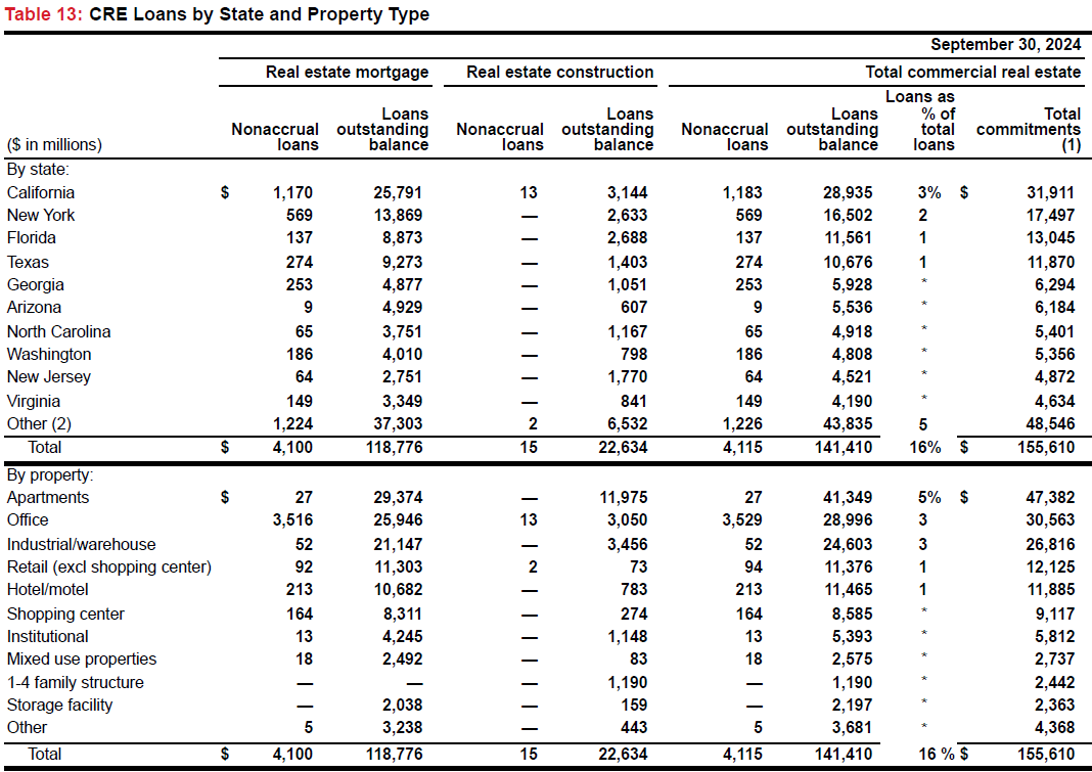 Table 13: CRE Loans by State and Property Type
September 30, 2024
Real estate mortgage Real estate construction Total commercial real estate
($ in millions) Nonaccrual loans Loans outstanding balance Nonaccrual loans Loans outstanding balance Nonaccrual loans Loans outstanding balance Loans as % of total loans Total commitments (1)
By state:
California $ 1,170 25,791 13 3,144 1,183 28,935 3% $ 31,911
New York 569 13,869 — 2,633 569 16,502 2 17,497
Florida 137 8,873 — 2,688 137 11,561 1 13,045
Texas 274 9,273 — 1,403 274 10,676 1 11,870
Georgia 253 4,877 — 1,051 253 5,928 * 6,294
Arizona 9 4,929 — 607 9 5,536 * 6,184
North Carolina 65 3,751 — 1,167 65 4,918 * 5,401
Washington 186 4,010 — 798 186 4,808 * 5,356
New Jersey 64 2,751 — 1,770 64 4,521 * 4,872
Virginia 149 3,349 — 841 149 4,190 * 4,634
Other (2) 1,224 37,303 2 6,532 1,226 43,835 5 48,546
Total $ 4,100 118,776 15 22,634 4,115 141,410 16% $ 155,610
By property:
Apartments $ 27 29,374 — 11,975 27 41,349 5% $ 47,382
Office 3,516 25,946 13 3,050 3,529 28,996 3 30,563
Industrial/warehouse 52 21,147 — 3,456 52 24,603 3 26,816
Retail (excl shopping center) 92 11,303 2 73 94 11,376 1 12,125
Hotel/motel 213 10,682 — 783 213 11,465 1 11,885
Shopping center 164 8,311 — 274 164 8,585 * 9,117
Institutional 13 4,245 — 1,148 13 5,393 * 5,812
Mixed use properties 18 2,492 — 83 18 2,575 * 2,737
1-4 family structure — — — 1,190 — 1,190 * 2,442
Storage facility — 2,038 — 159 — 2,197 * 2,363
Other 5 3,238 — 443 5 3,681 * 4,368
Total $ 4,100 118,776 15 22,634 4,115 141,410 16 % $ 155,610